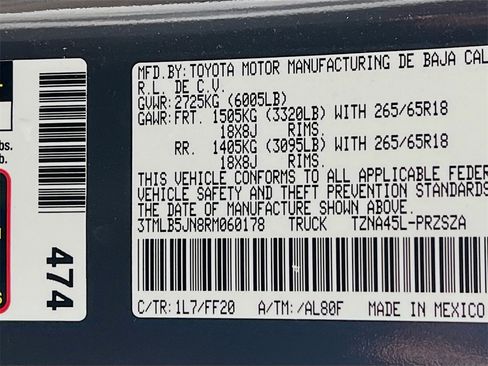 MFD.BY:TOYOTA MOTOR MANUFACTURING DE BAJA CAL
R.L. DE C.V.
GVWR:2725KG (6005LB)
GAWR:FRT. 1505KG (3320LB) WITH 265/65R18
18X8J RIMS.
RR. 1405KG (3095LB) WITH 265/65R18
18X8J RIMS.
THIS VEHICLE CONFORMS TO ALL APPLICABLE FEDER
VEHICLE SAFETY AND THEFT PREVENTION STANDARDS
THE DATE OF MANUFACTURE SHOWN ABOVE.
3TMLB5JN8RM060178 TRUCK TZNA45L-PRZSZA
C/TR: 1L7/FF20 A/TM: /AL80F MADE IN MEXICO
474
bs.
b.